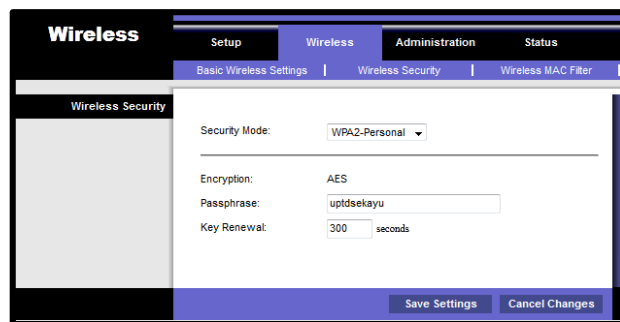 Wireless
Setup Wireless Administration Status
Basic Wireless Settings Wireless Security Wireless MAC Filter
Wireless Security
Security Mode: WPA2-Personal
Encryption: AES
Passphrase: uptdsekayu
Key Renewal: 300 seconds
Save Settings Cancel Changes